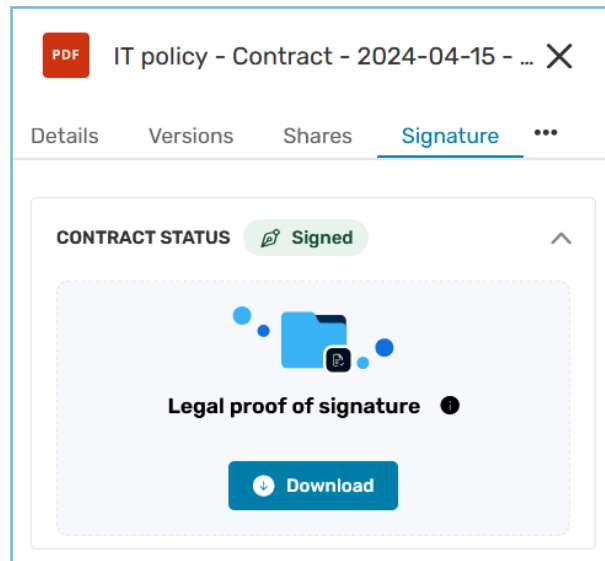 PDF IT policy - Contract - 2024-04-15 - ...
Details Versions Shares Signature •••
CONTRACT STATUS Signed
Legal proof of signature i
Download